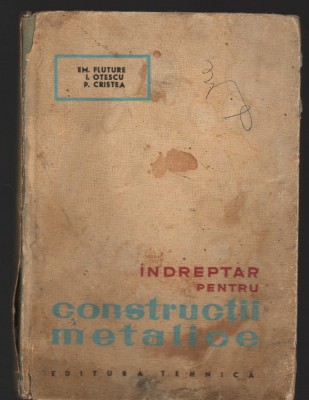 EM. FLUTURE
I. OTESCU
P. CRISTEA
ÎNDREPTAR
PENTRU
construcții
metalice
EDITURA TEHNICĂ